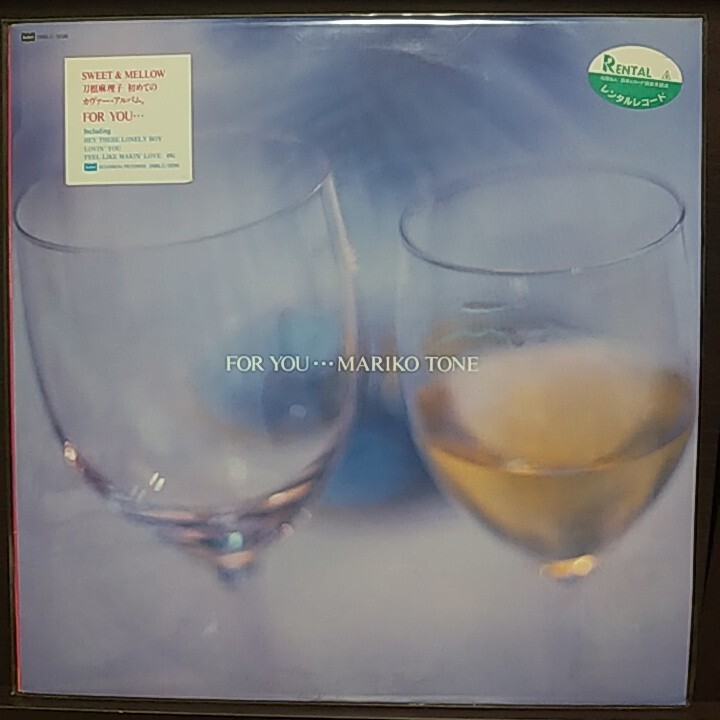 SWEET & MELLOW
刀根麻理子 初めての
カヴァー・アルバム。
FOR YOU…
Including
HEY THERE LONELY BOY
LOVIN' YOU
FEEL LIKE MAKIN' LOVE etc.
RENTAL
レンタルレコード
FOR YOU…MARIKO TONE